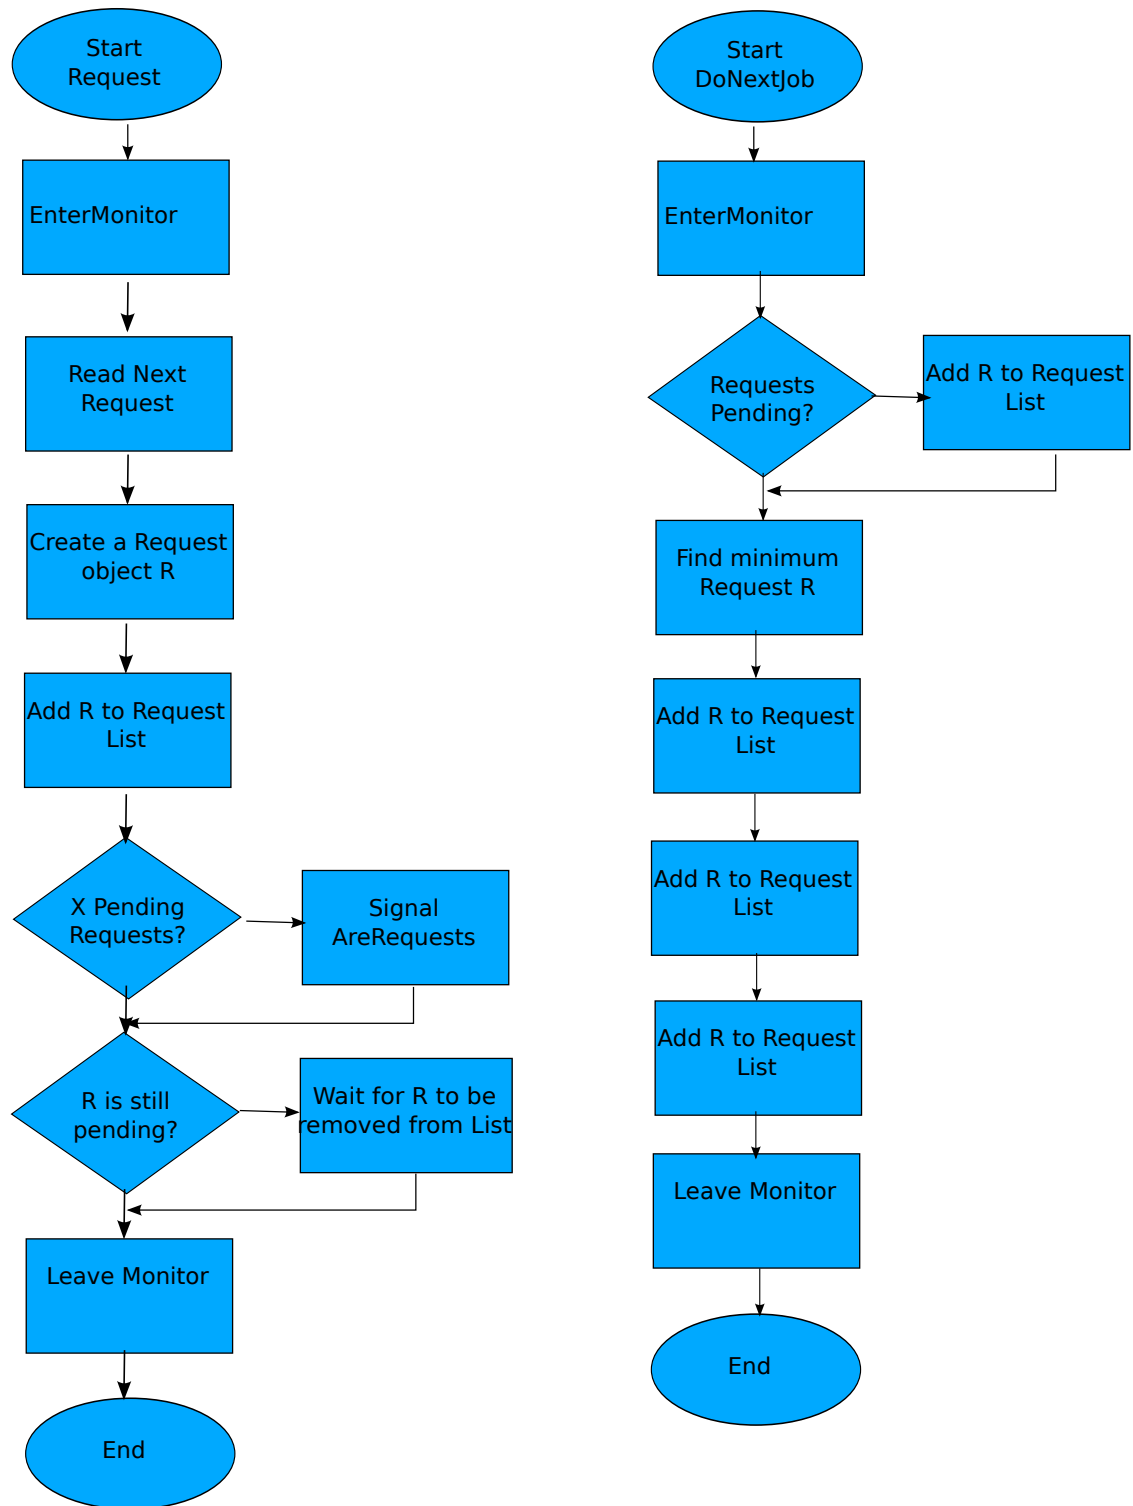 Start
Request
EnterMonitor
Read Next
Request
Create a Request
object R
Add R to Request
List
X Pending
Requests?
Signal
AreRequests
R is still
pending?
Wait for R to be
removed from List
Leave Monitor
End
Start
DoNextJob
EnterMonitor
Requests
Pending?
Add R to Request
List
Find minimum
Request R
Add R to Request
List
Add R to Request
List
Add R to Request
List
Leave Monitor
End